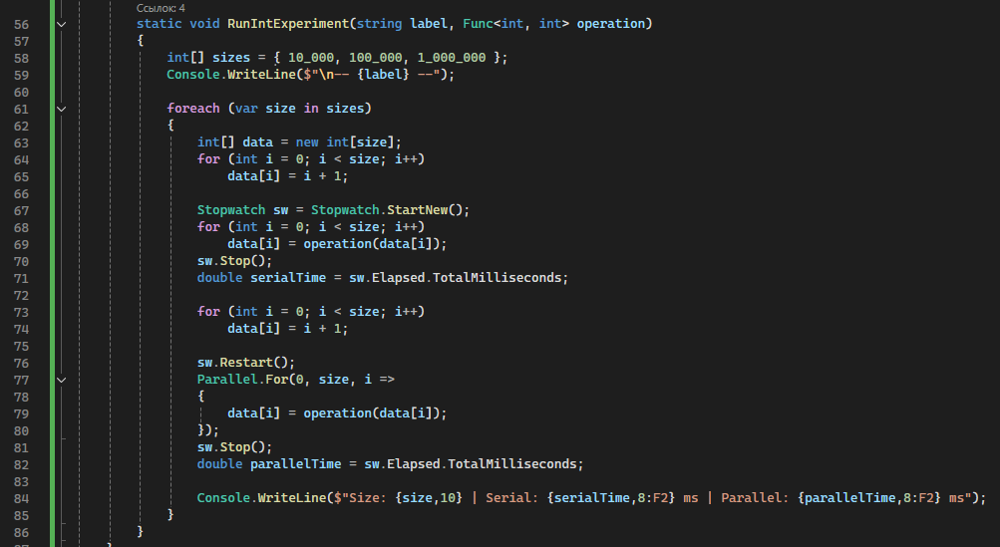 Ссылок: 4
56 static void RunIntExperiment(string label, Func<int, int> operation)
57 {
58 int[] sizes = { 10_000, 100_000, 1_000_000 };
59 Console.WriteLine($"\n-- {label} --");
60
61 foreach (var size in sizes)
62 {
63 int[] data = new int[size];
64 for (int i = 0; i < size; i++)
65 data[i] = i + 1;
66
67 Stopwatch sw = Stopwatch.StartNew();
68 for (int i = 0; i < size; i++)
69 data[i] = operation(data[i]);
70 sw.Stop();
71 double serialTime = sw.Elapsed.TotalMilliseconds;
72
73 for (int i = 0; i < size; i++)
74 data[i] = i + 1;
75
76 sw.Restart();
77 Parallel.For(0, size, i =>
78 {
79 data[i] = operation(data[i]);
80 });
81 sw.Stop();
82 double parallelTime = sw.Elapsed.TotalMilliseconds;
83
84 Console.WriteLine($"Size: {size,10} | Serial: {serialTime,8:F2} ms | Parallel: {parallelTime,8:F2} ms");
85 }
86 }